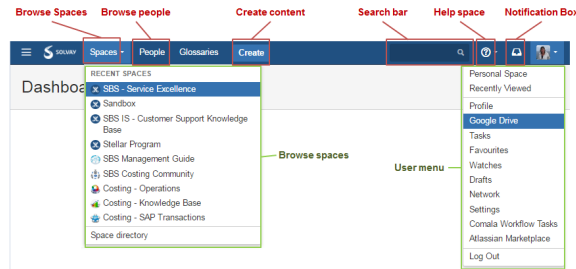 Browse Spaces Browse people Create content Search bar Help space Notification Box
SOLVAY Spaces People Glossaries Create
Dashboa
RECENT SPACES
SBS - Service Excellence
Sandbox
SBS IS - Customer Support Knowledge
Base
Stellar Program
SBS Management Guide
SBS Costing Community
Costing - Operations
Costing - Knowledge Base
Costing - SAP Transactions
Space directory
Browse spaces
User menu
Personal Space
Recently Viewed
Profile
Google Drive
Tasks
Favourites
Watches
Drafts
Network
Settings
Comala Workflow Tasks
Atlassian Marketplace
Log Out